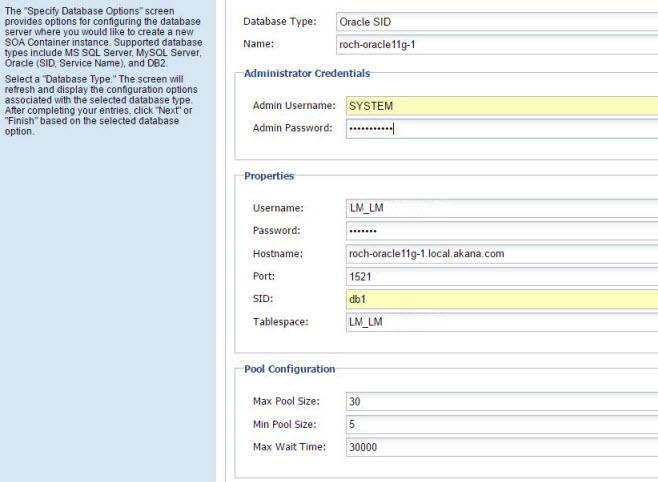 The "Specify Database Options" screen
provides options for configuring the database
server where you would like to create a new
SOA Container instance. Supported database
types include MS SQL Server, MySQL Server,
Oracle (SID, Service Name), and DB2.
Select a "Database Type." The screen will
refresh and display the configuration options
associated with the selected database type.
After completing your entries, click "Next" or
"Finish" based on the selected database
option.
Database Type: Oracle SID
Name: roch-oracle11g-1
Administrator Credentials
Admin Username: SYSTEM
Admin Password: •••••••••••
Properties
Username: LM_LM
Password: •••••••
Hostname: roch-oracle11g-1.local.akana.com
Port: 1521
SID: db1
Tablespace: LM_LM
Pool Configuration
Max Pool Size: 30
Min Pool Size: 5
Max Wait Time: 30000